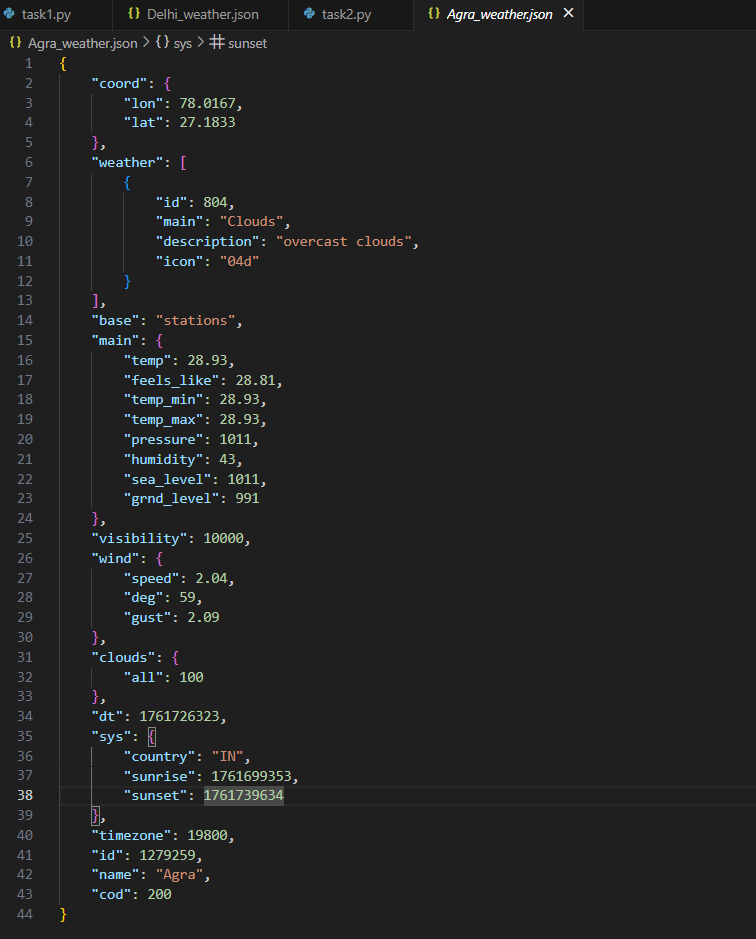 task1.py {} Delhi_weather.json task2.py {} Agra_weather.json ×
{} Agra_weather.json > {} sys > # sunset
1 {
2 "coord": {
3 "lon": 78.0167,
4 "lat": 27.1833
5 },
6 "weather": [
7 {
8 "id": 804,
9 "main": "Clouds",
10 "description": "overcast clouds",
11 "icon": "04d"
12 }
13 ],
14 "base": "stations",
15 "main": {
16 "temp": 28.93,
17 "feels_like": 28.81,
18 "temp_min": 28.93,
19 "temp_max": 28.93,
20 "pressure": 1011,
21 "humidity": 43,
22 "sea_level": 1011,
23 "grnd_level": 991
24 },
25 "visibility": 10000,
26 "wind": {
27 "speed": 2.04,
28 "deg": 59,
29 "gust": 2.09
30 },
31 "clouds": {
32 "all": 100
33 },
34 "dt": 1761726323,
35 "sys": {
36 "country": "IN",
37 "sunrise": 1761699353,
38 "sunset": 1761739634
39 },
40 "timezone": 19800,
41 "id": 1279259,
42 "name": "Agra",
43 "cod": 200
44 }